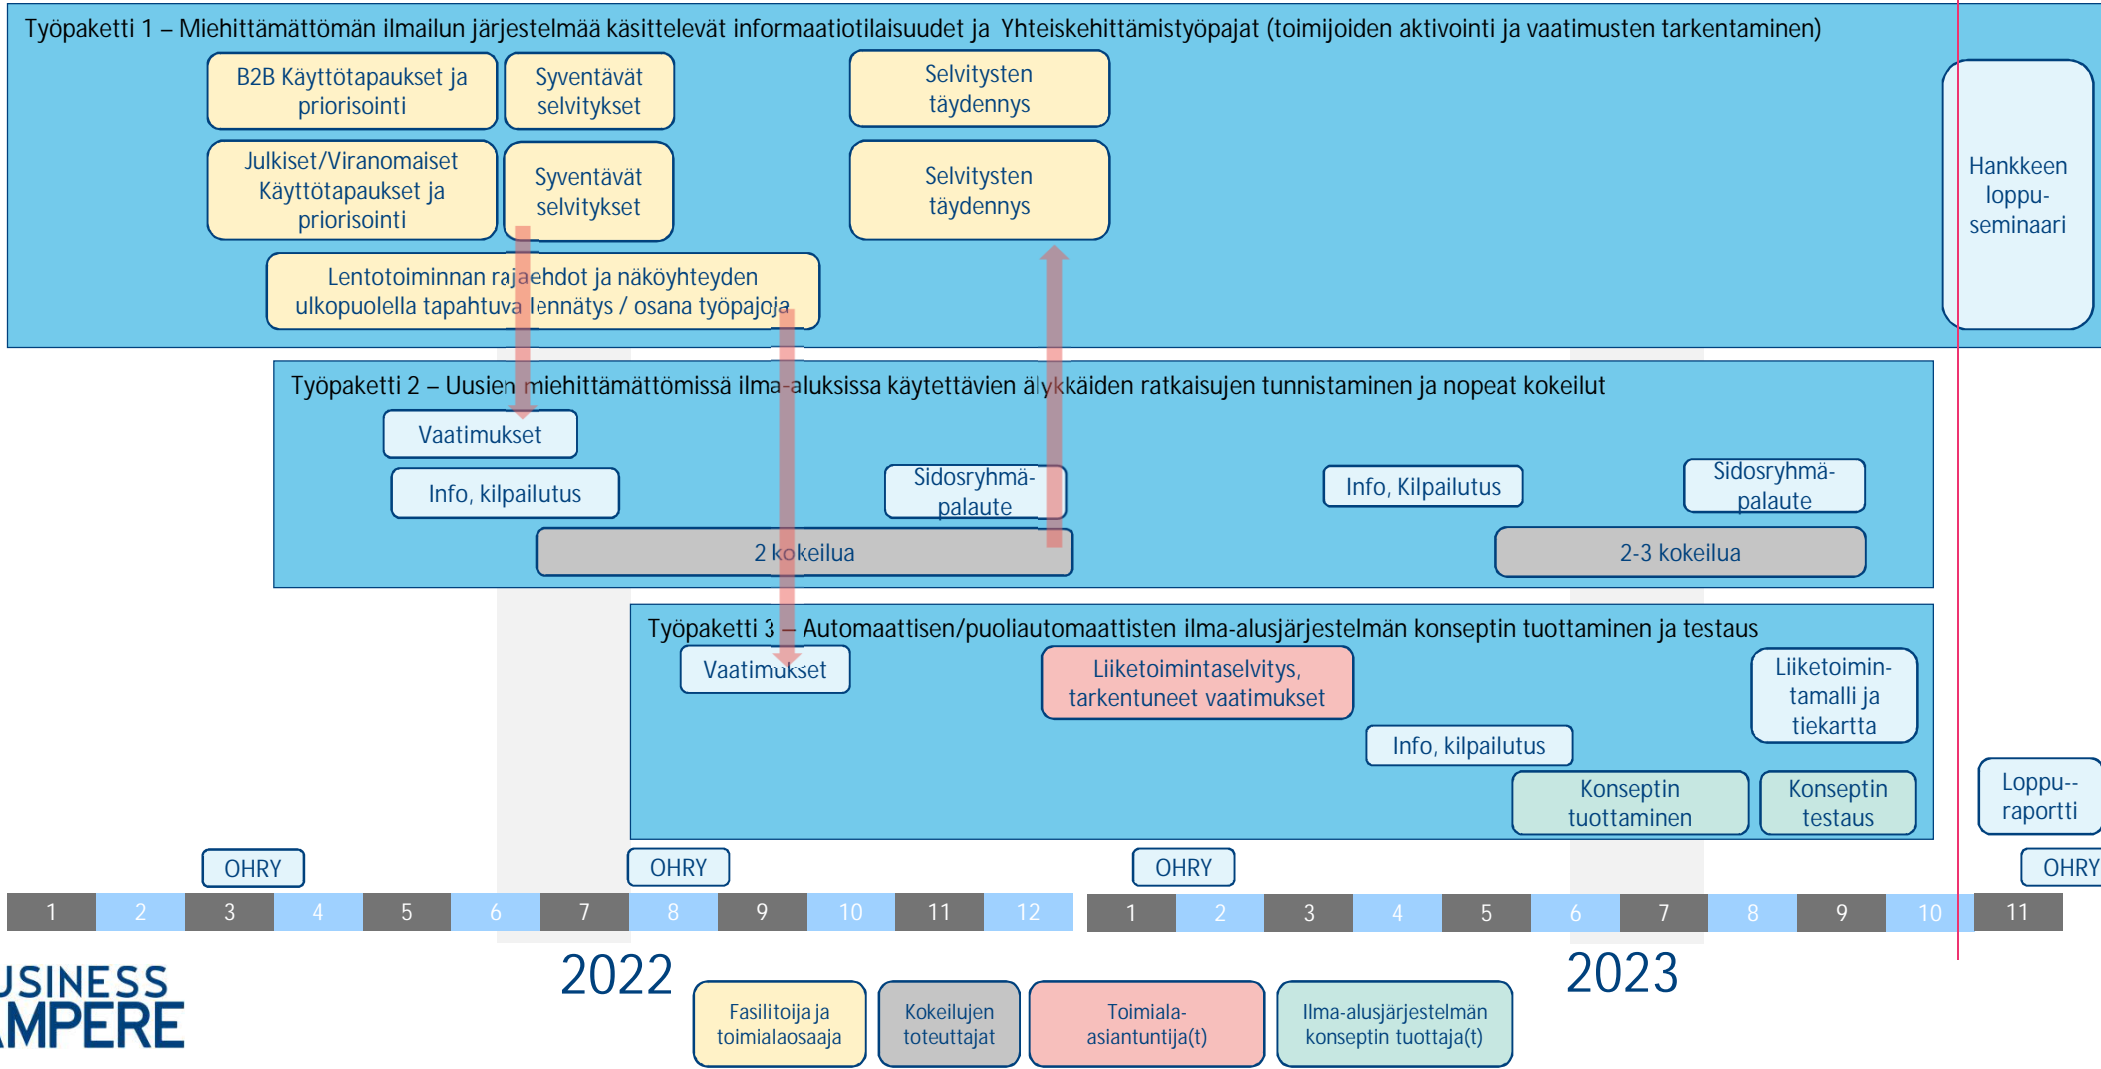 Työpaketti 1 – Miehittämättömän ilmailun järjestelmää käsittelevät informaatiotilaisuudet ja Yhteiskehittämistyöpajat (toimijoiden aktivointi ja vaatimusten tarkentaminen)
B2B Käyttötapaukset ja
priorisointi
Syventävät
selvitykset
Selvitysten
täydennys
Julkiset/Viranomaiset
Käyttötapaukset ja
priorisointi
Syventävät
selvitykset
Selvitysten
täydennys
Hankkeen
loppu-
seminaari
Lentotoiminnan rajaehdot ja näköyhteyden
ulkopuolella tapahtuva lennätys / osana työpajoja
Työpaketti 2 – Uusien miehittämättömissä ilma-aluksissa käytettävien älykkäiden ratkaisujen tunnistaminen ja nopeat kokeilut
Vaatimukset
Info, kilpailutus
Sidosryhmä-
palaute
Info, Kilpailutus
Sidosryhmä-
palaute
2 kokeilua
2-3 kokeilua
Työpaketti 3 – Automaattisen/puoliautomaattisten ilma-alusjärjestelmän konseptin tuottaminen ja testaus
Vaatimukset
Liiketoimintaselvitys,
tarkentuneet vaatimukset
Liiketoimin-
tamalli ja
tiekartta
Info, kilpailutus
Konseptin
tuottaminen
Konseptin
testaus
Loppu--
raportti
OHRY
OHRY
OHRY
OHRY
1 2 3 4 5 6 7 8 9 10 11 12 1 2 3 4 5 6 7 8 9 10 11
2022
2023
USINESS
AMPERE
Fasilitoija ja
toimialaosaaja
Kokeilujen
toteuttajat
Toimiala-
asiantuntija(t)
Ilma-alusjärjestelmän
konseptin tuottaja(t)